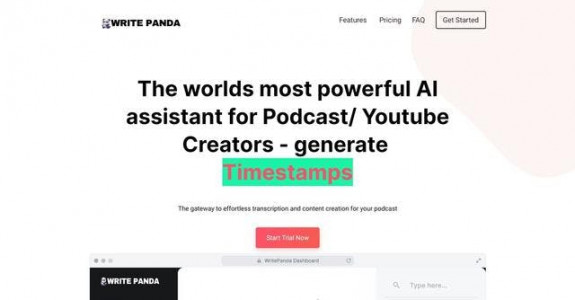 WRITE PANDA
Features Pricing FAQ Get Started
The worlds most powerful AI
assistant for Podcast/ Youtube
Creators - generate
Timestamps
The gateway to effortless transcription and content creation for your podcast
Start Trial Now
WritePanda Dashboard
WRITE PANDA
Type here...